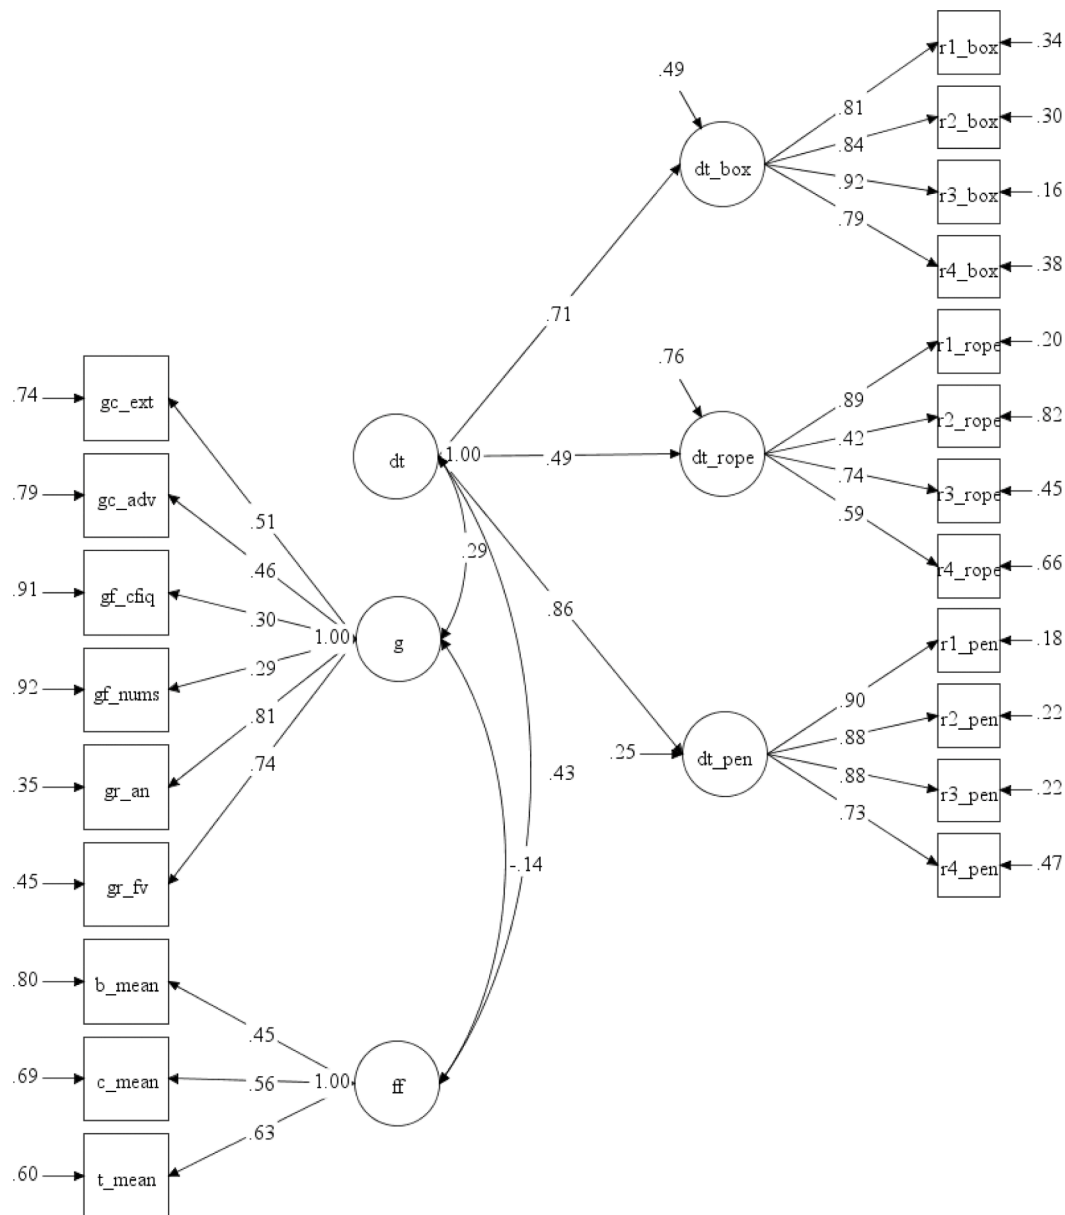 r1_box
.34
.49
.81
r2_box
.30
.84
dt_box
.92
r3_box
.16
.79
r4_box
.38
.71
r1_rope
.20
.76
.74
gc_ext
.89
r2_rope
.82
.42
dt
1.00
.49
dt_rope
.74
r3_rope
.45
gc_adv
.79
.51
.59
.29
.46
r4_rope
.66
.91
gf_cfiq
.30
.86
1.00
g
r1_pen
.18
.29
.92
gf_nums
.90
.81
r2_pen
.22
.88
.25
dt_pen
.74
.43
.88
r3_pen
.22
.35
gr_an
.73
-.14
r4_pen
.47
.45
gr_fv
.80
b_mean
.45
.69
c_mean
.56
1.00
ff
.63
.60
t_mean